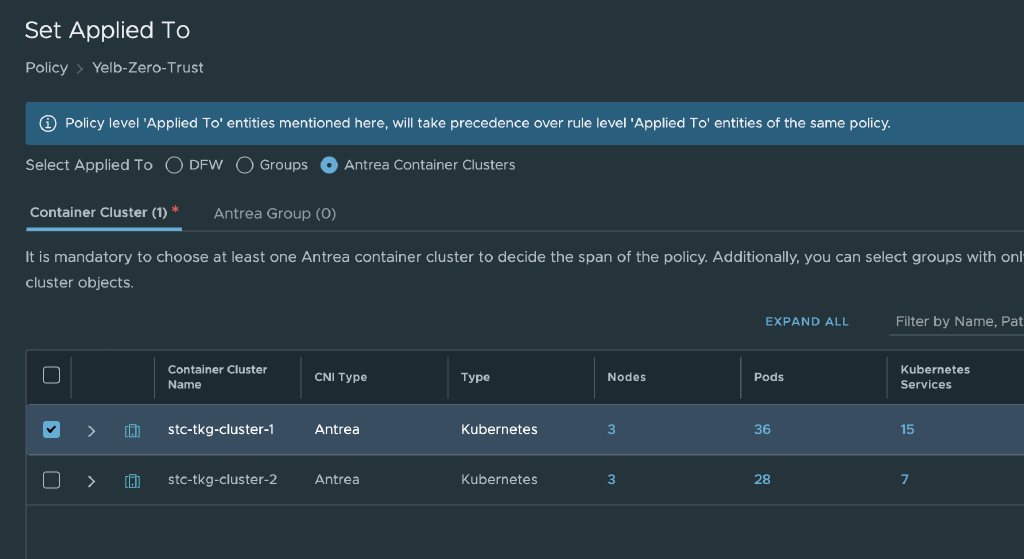 Set Applied To
Policy > Yelb-Zero-Trust
Policy level 'Applied To' entities mentioned here, will take precedence over rule level 'Applied To' entities of the same policy.
Select Applied To DFW Groups Antrea Container Clusters
Container Cluster (1) * Antrea Group (0)
It is mandatory to choose at least one Antrea container cluster to decide the span of the policy. Additionally, you can select groups with onl
cluster objects.
EXPAND ALL Filter by Name, Pat
Container Cluster Name CNI Type Type Nodes Pods Kubernetes Services
stc-tkg-cluster-1 Antrea Kubernetes 3 36 15
stc-tkg-cluster-2 Antrea Kubernetes 3 28 7